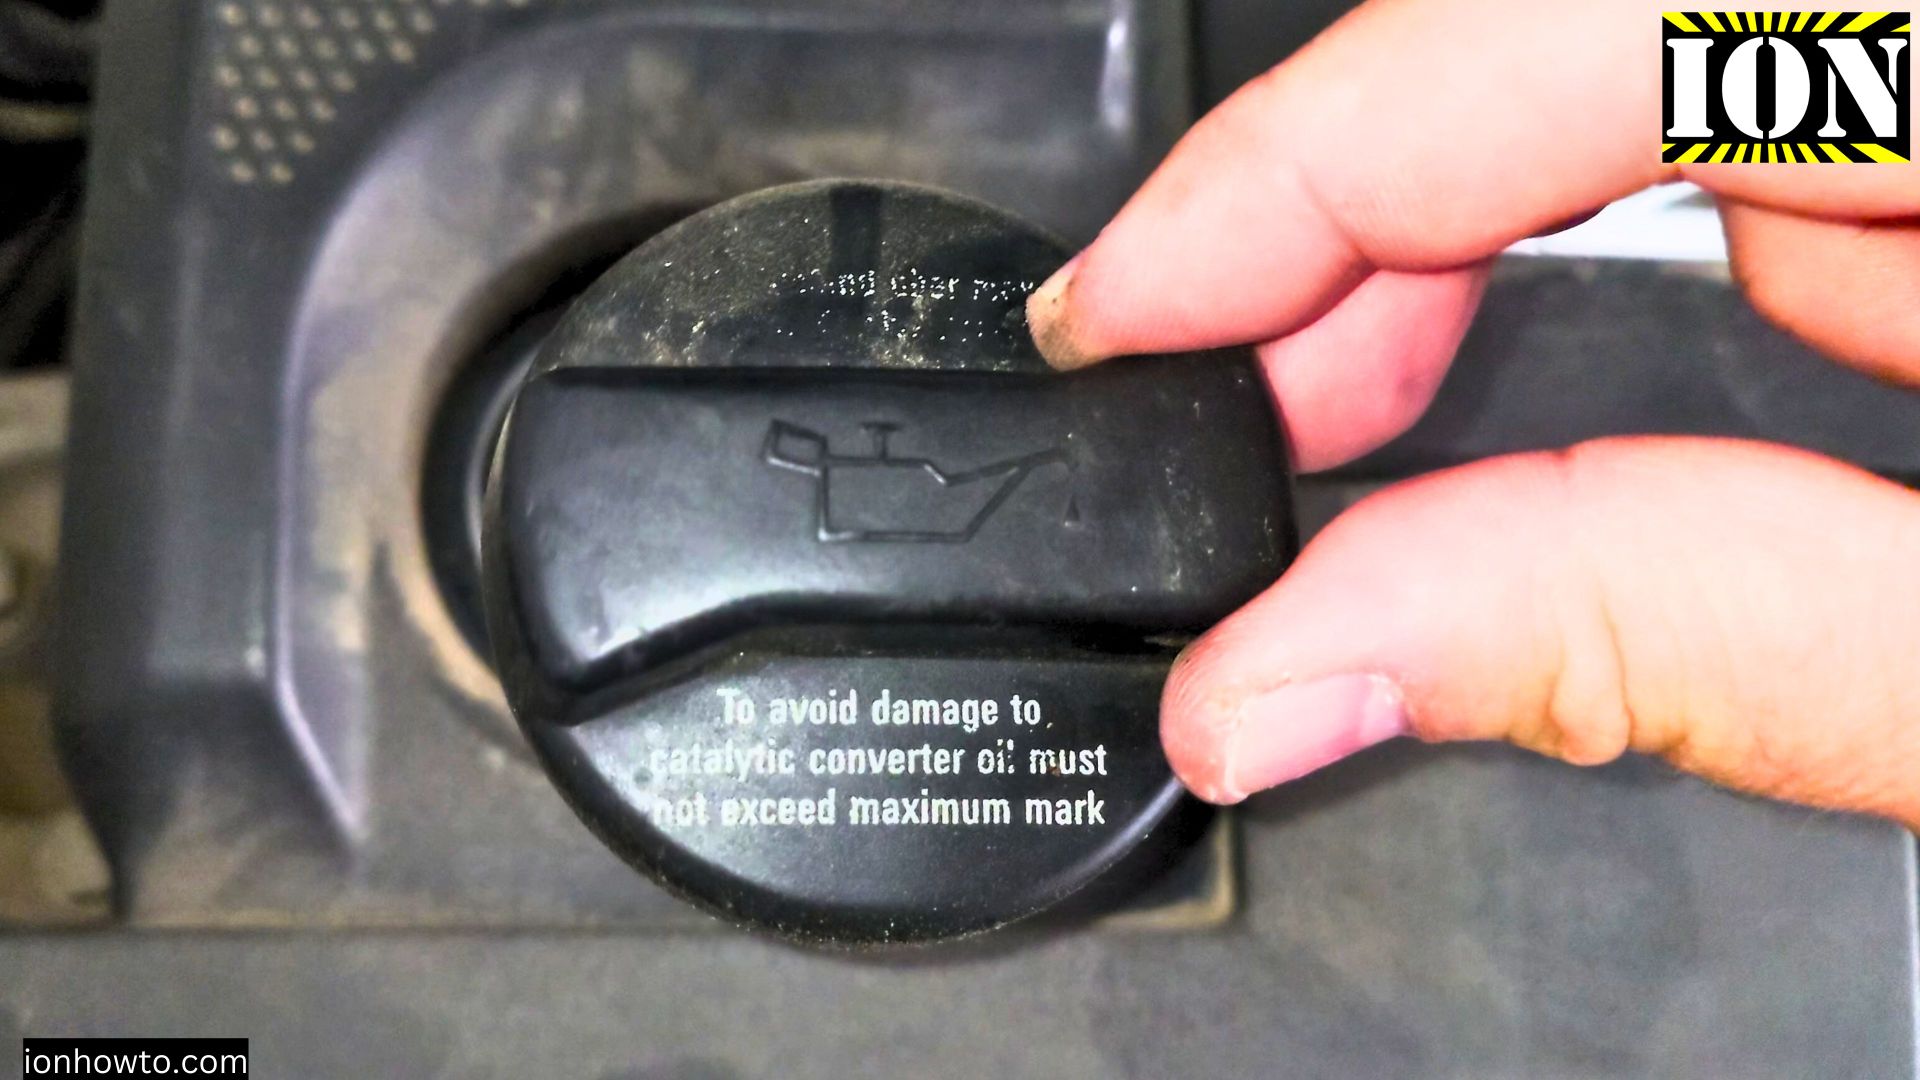 ION
To avoid damage to
catalytic converter oil must
not exceed maximum mark
ionhowto.com